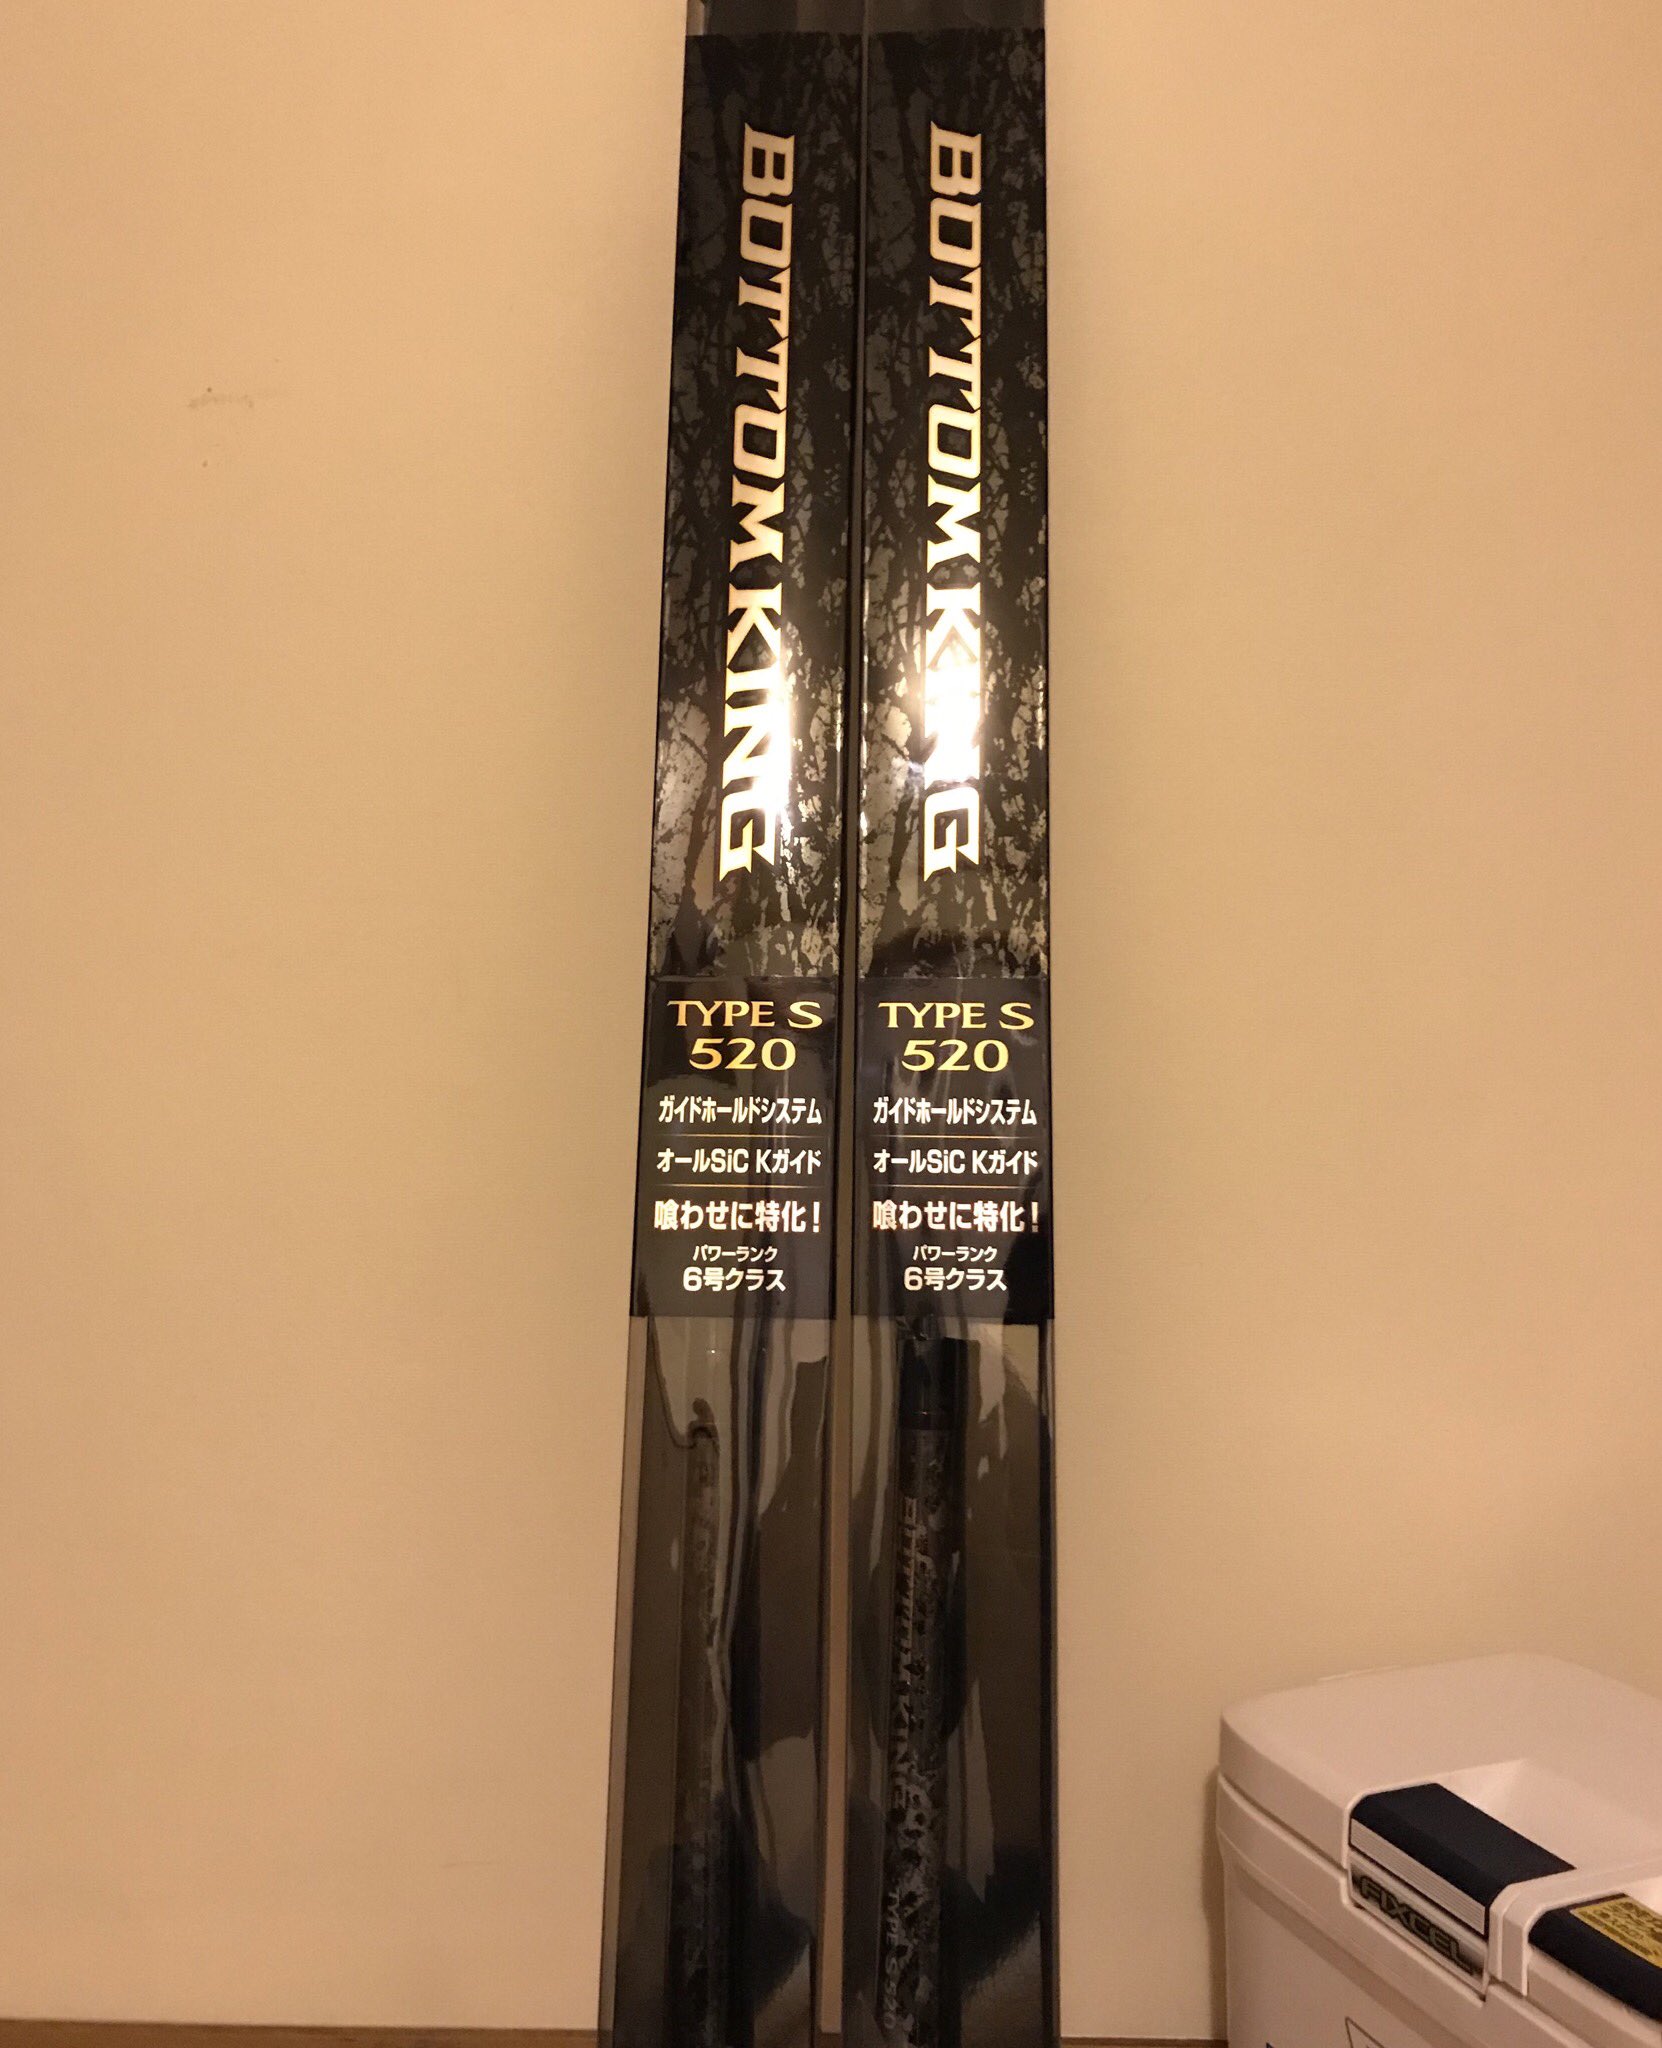 BOTTOM KING
TYPE S
520
ガイドホールドシステム
オールSiC Kガイド
喰わせに特化!
パワーランク
6号クラス
BOTTOM KING
TYPE S
520
ガイドホールドシステム
オールSiC Kガイド
喰わせに特化!
パワーランク
6号クラス
BOTTOM KING
TYPE S 520
FIXCEL